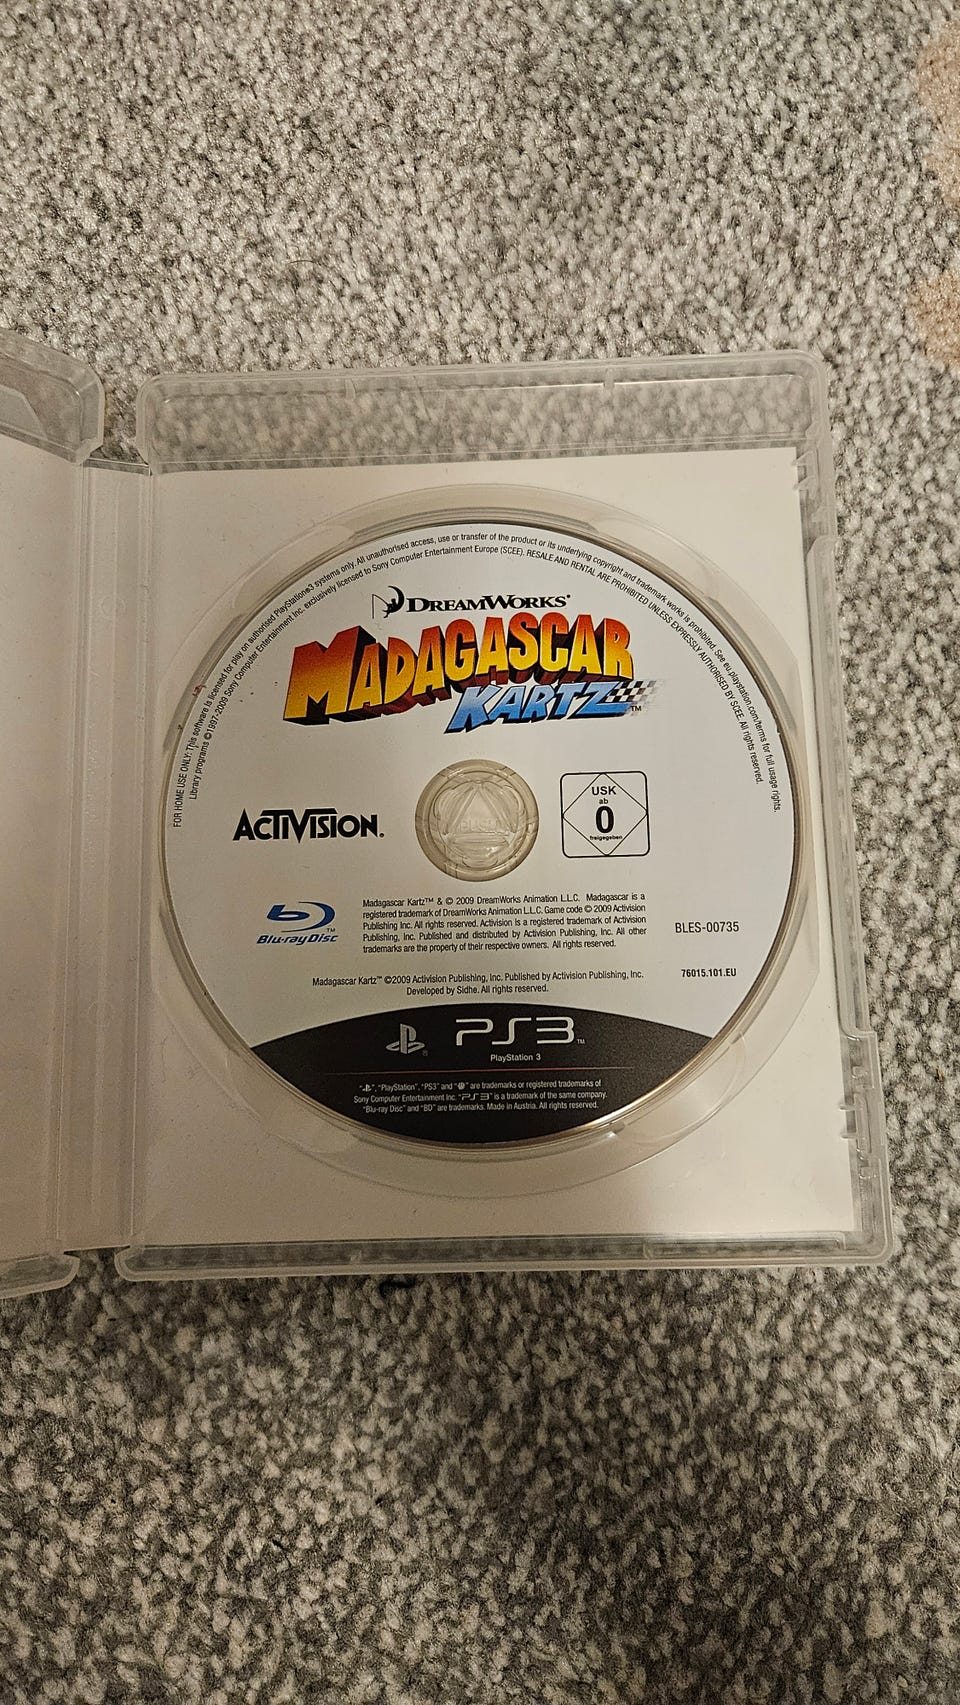 FOR HOME USE ONLY: This software is licensed for play on authorised PlayStation®3 systems only. All unauthorised access, use or transfer of the product or its underlying copyright and trademark works is prohibited. See eu.playstation.com/terms for full usage rights.
Library programs ©1997-2009 Sony Computer Entertainment Inc. exclusively licensed to Sony Computer Entertainment Europe (SCEE). RESALE AND RENTAL ARE PROHIBITED UNLESS EXPRESSLY AUTHORISED BY SCEE. All rights reserved.
DREAMWORKS®
MADAGASCAR
KARTZ™
ACTIVISION®
USK
ab
0
freigegeben
Blu-ray Disc™
Madagascar Kartz™ & © 2009 DreamWorks Animation L.L.C. Madagascar is a
registered trademark of DreamWorks Animation L.L.C. Game code © 2009 Activision
Publishing Inc. All rights reserved. Activision is a registered trademark of Activision
Publishing, Inc. Published and distributed by Activision Publishing, Inc. All other
trademarks are the property of their respective owners. All rights reserved.
BLES-00735
76015.101.EU
Madagascar Kartz™ ©2009 Activision Publishing, Inc. Published by Activision Publishing, Inc.
Developed by Sidhe. All rights reserved.
PS3™
PlayStation 3
"", "PlayStation", "PS3" and "" are trademarks or registered trademarks of
Sony Computer Entertainment Inc. "PS3" is a trademark of the same company.
"Blu-ray Disc" and "BD" are trademarks. Made in Austria. All rights reserved.